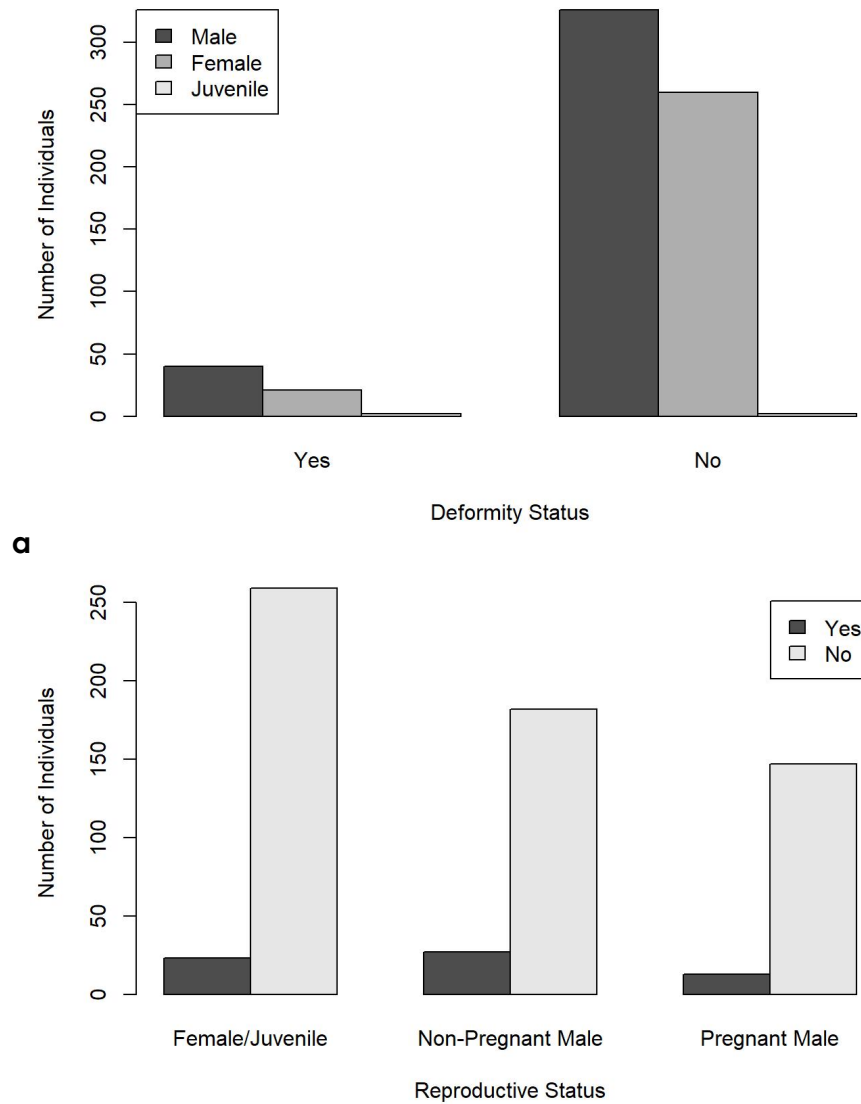 Number of Individuals
300
250
200
150
100
50
0
Male
Female
Juvenile
Yes
No
Deformity Status
a
Number of Individuals
250
200
150
100
50
0
Yes
No
Female/Juvenile
Non-Pregnant Male
Pregnant Male
Reproductive Status